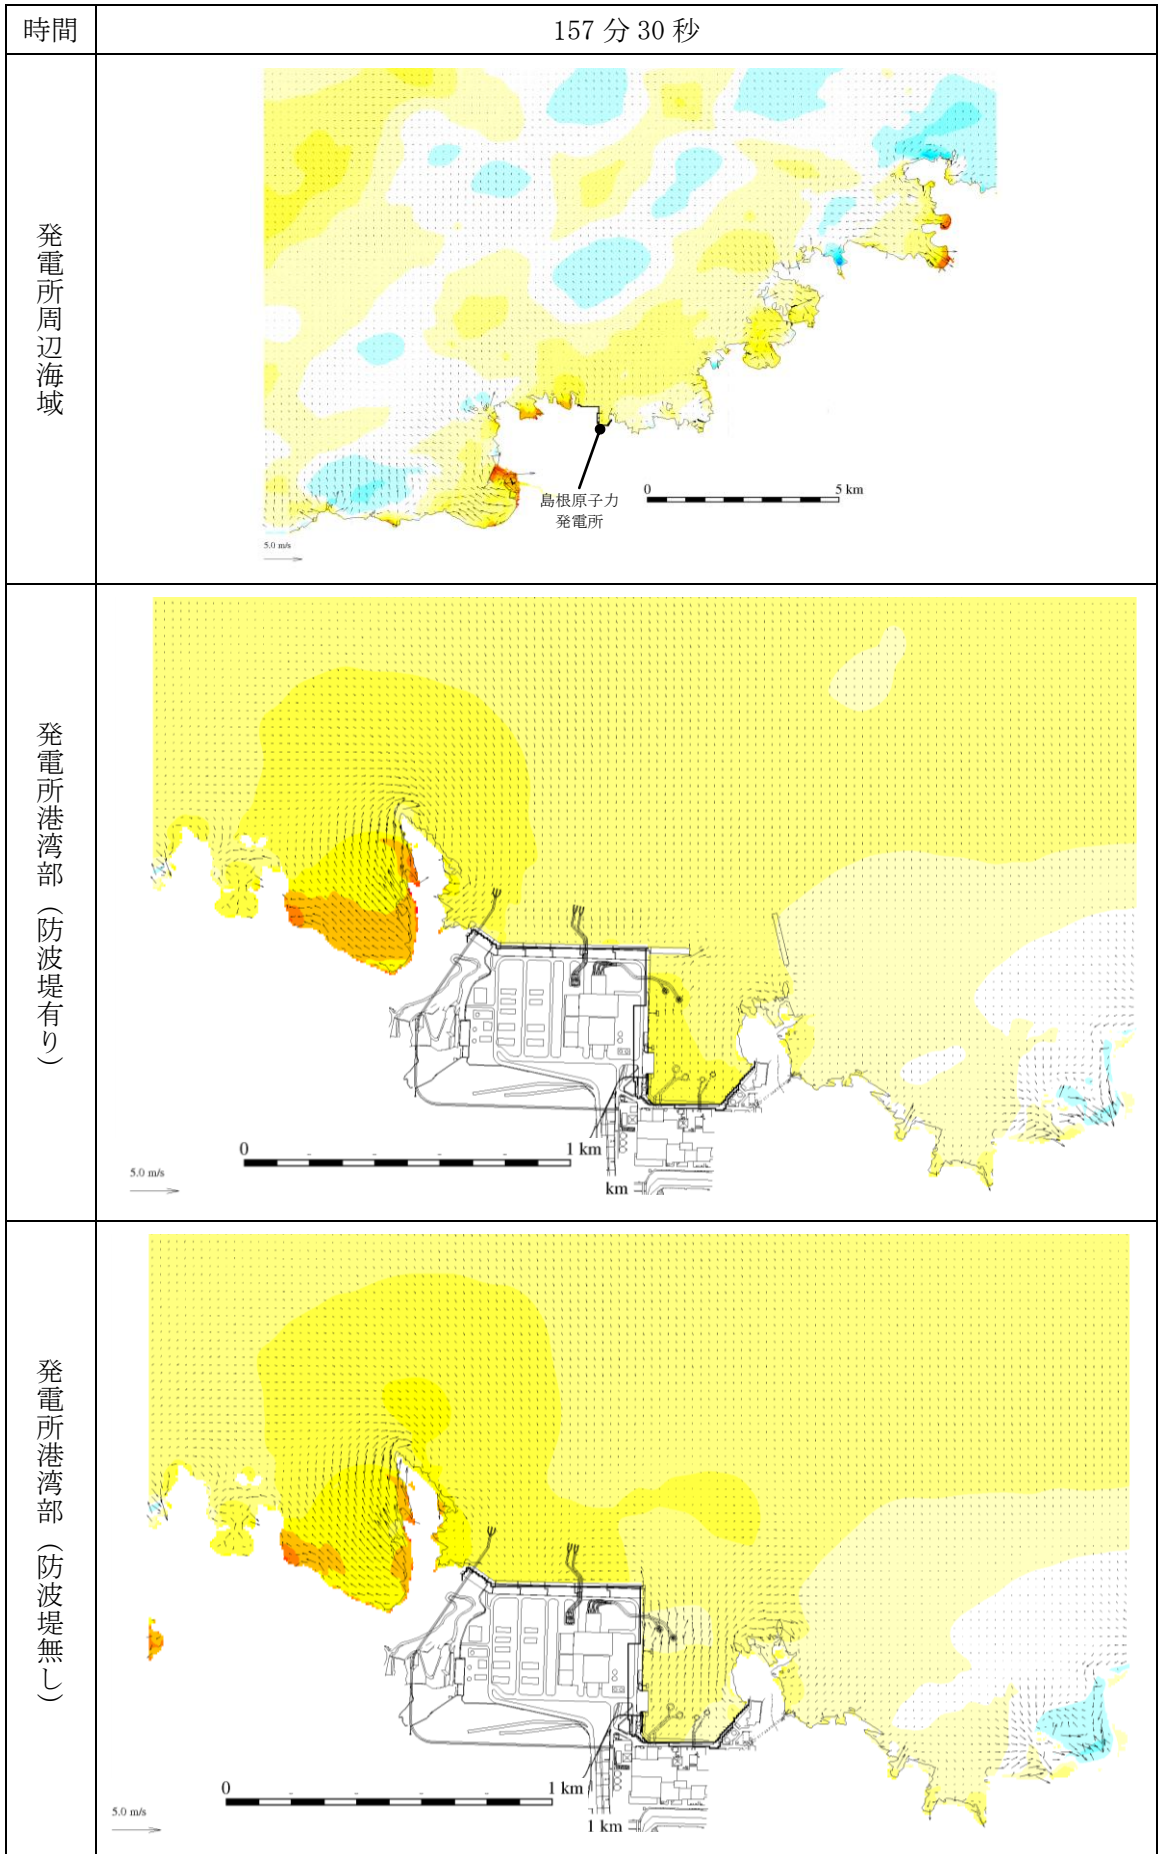 時間
157 分 30 秒
発電所周辺海域
島根原子力
発電所
0
5 km
5.0 m/s
発電所港湾部（防波堤有り）
0
1 km
5.0 m/s
km
発電所港湾部（防波堤無し）
0
1 km
5.0 m/s
1 km